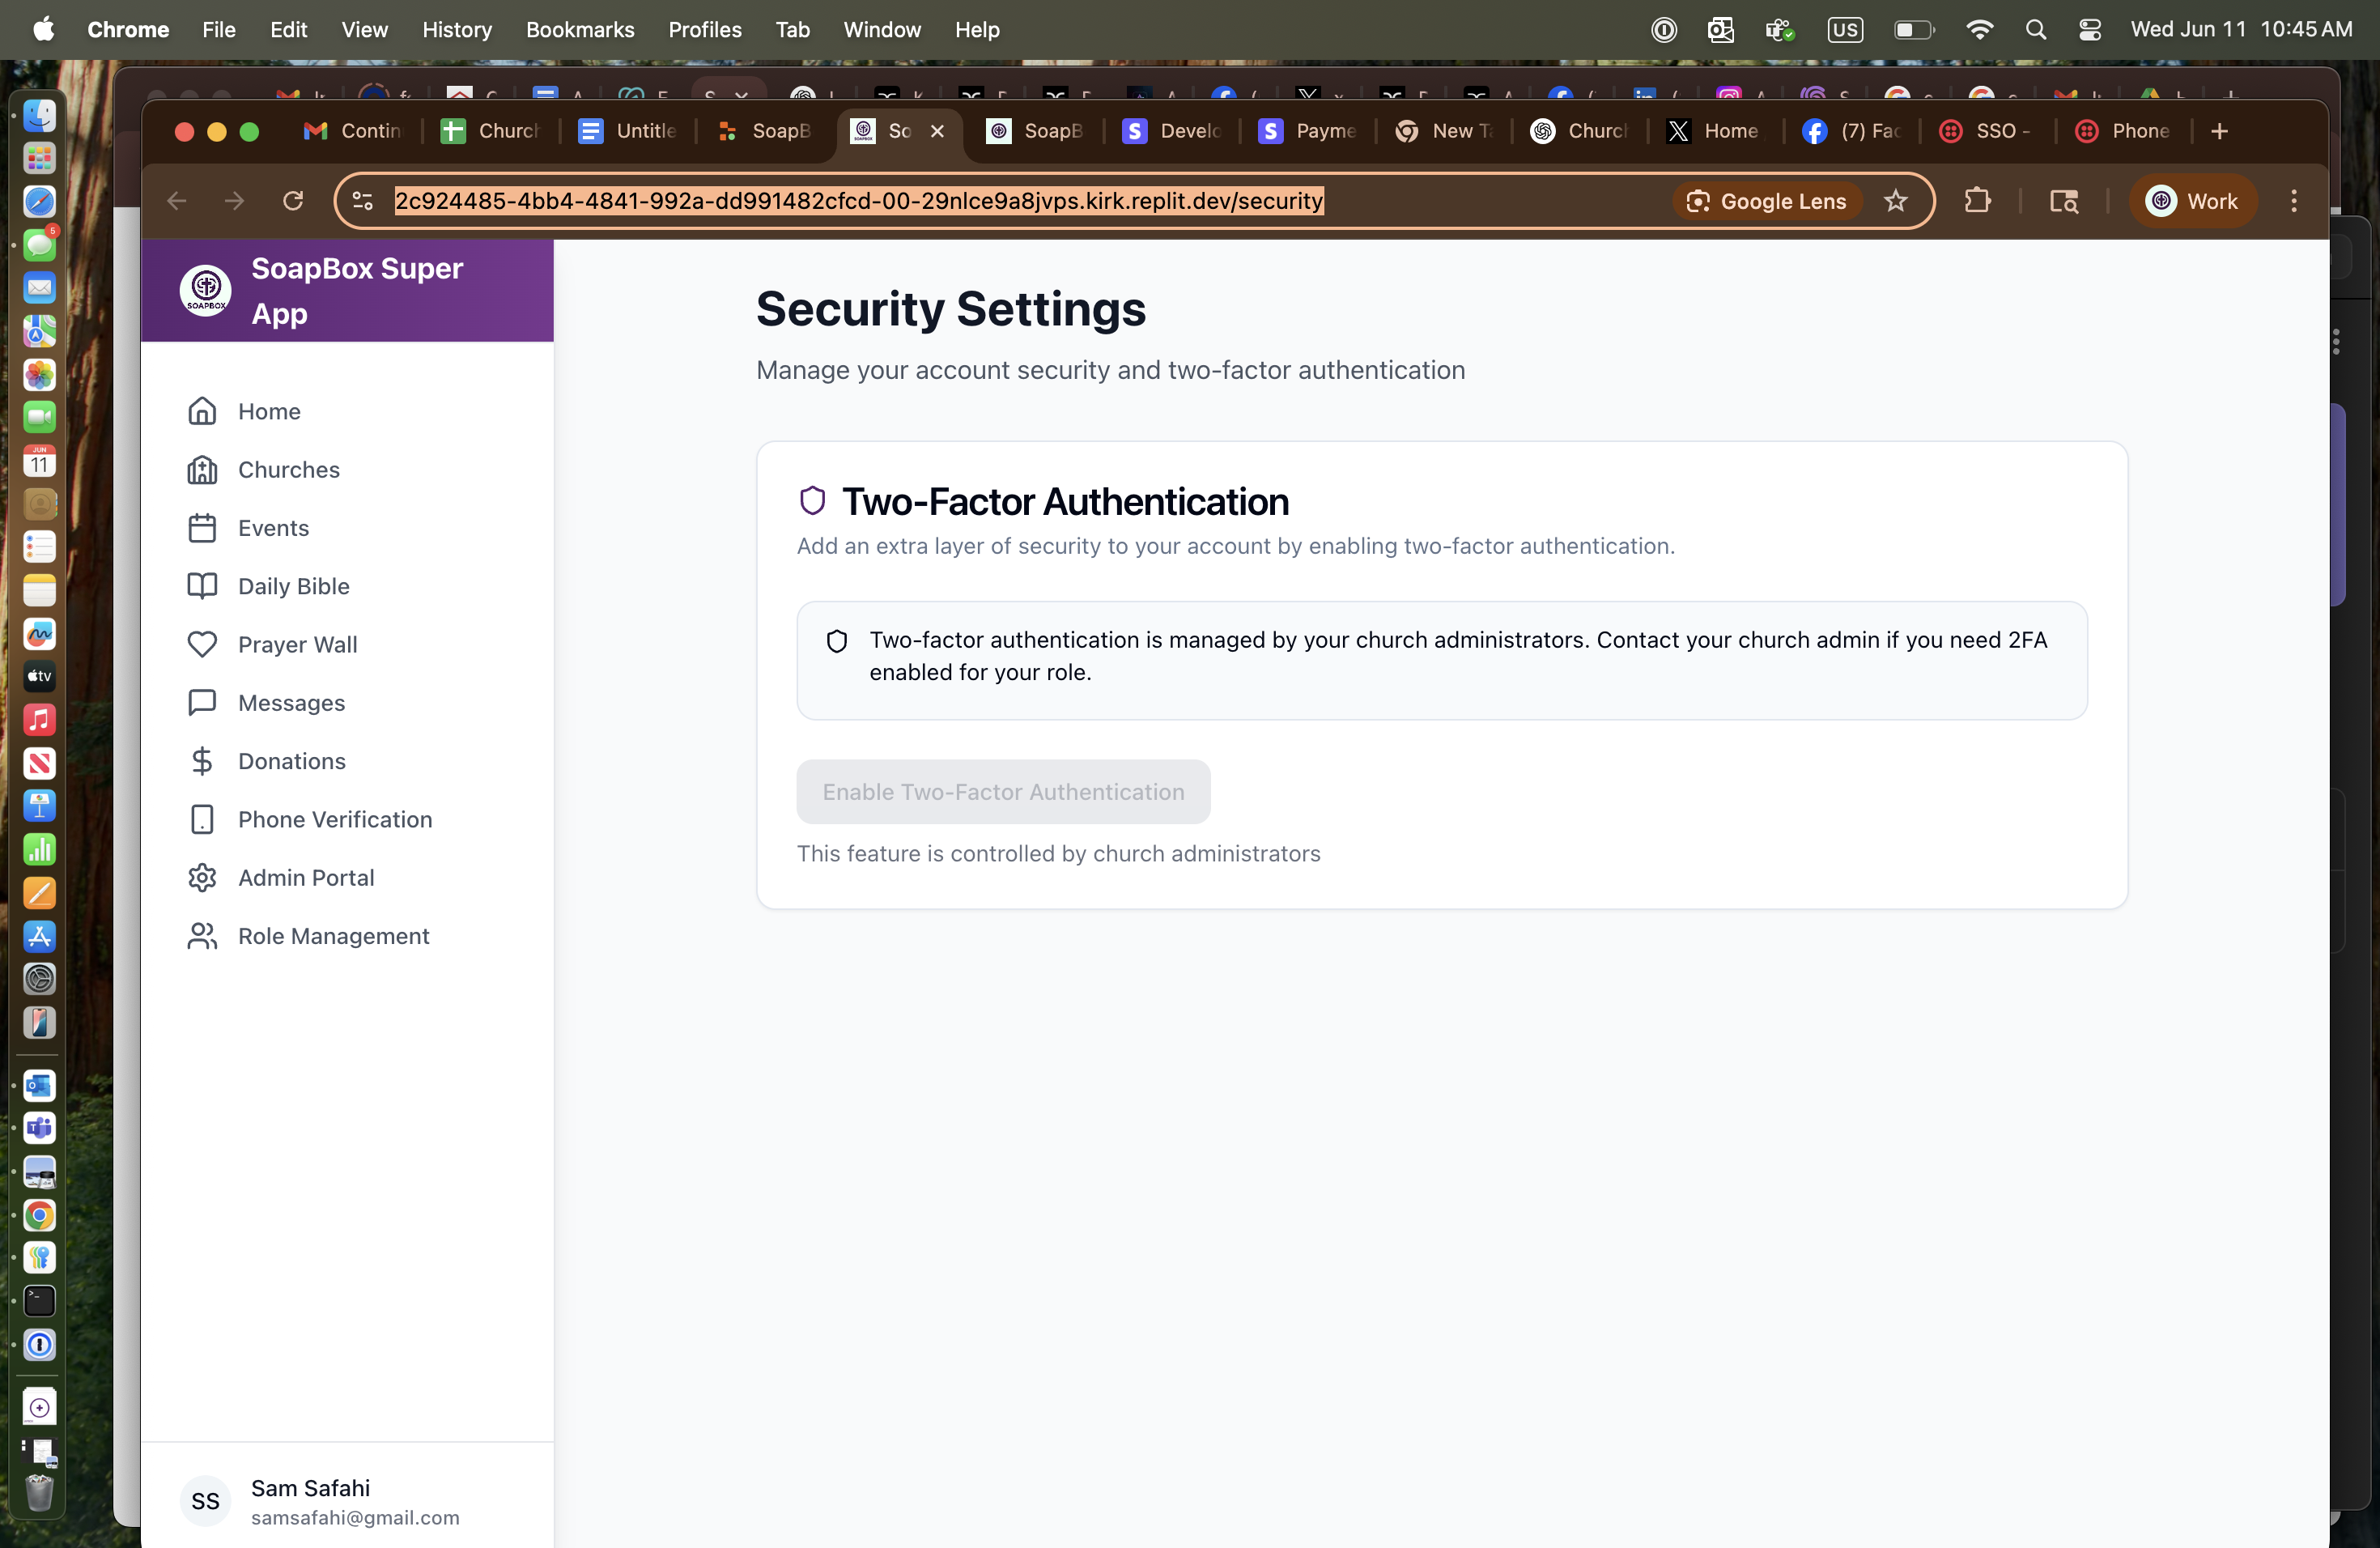 Chrome File Edit View History Bookmarks Profiles Tab Window Help
US Wed Jun 11 10:45 AM
Contin Church Untitle SoapB So SoapB Develo Payme New Ta Church Home (7) Fac SSO - Phone
2c924485-4bb4-4841-992a-dd991482cfcd-00-29nlce9a8jvps.kirk.replit.dev/security Google Lens Work
SOAPBOX
SoapBox Super
App
Home
Churches
Events
Daily Bible
Prayer Wall
Messages
Donations
Phone Verification
Admin Portal
Role Management
SS
Sam Safahi
samsafahi@gmail.com
Security Settings
Manage your account security and two-factor authentication
Two-Factor Authentication
Add an extra layer of security to your account by enabling two-factor authentication.
Two-factor authentication is managed by your church administrators. Contact your church admin if you need 2FA
enabled for your role.
Enable Two-Factor Authentication
This feature is controlled by church administrators
6
JUN
11
tv